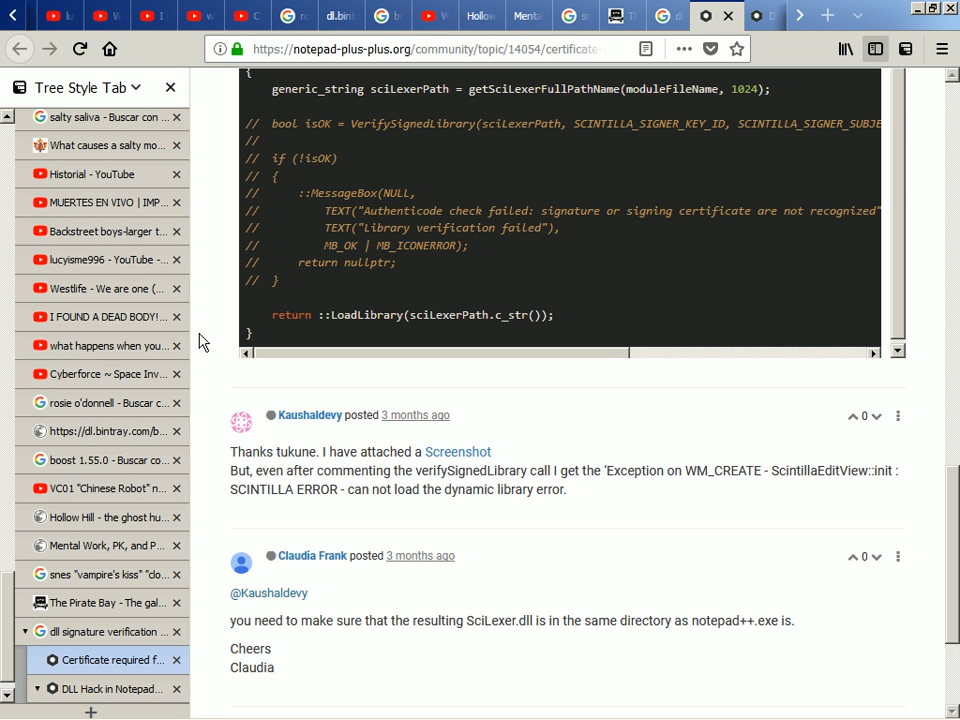 lu
W
I I
w
C
r
dl.bin
b
W
Hollow
Menta
s
T
dl
D
https://notepad-plus-plus.org/community/topic/14054/certificate-
Tree Style Tab
salty saliva - Buscar con ...
What causes a salty mo...
Historial - YouTube
MUERTES EN VIVO | IMP...
Backstreet boys-larger t...
lucyisme996 - YouTube -...
Westlife - We are one (...
I FOUND A DEAD BODY!...
what happens when you...
Cyberforce ~ Space Inv...
rosie o'donnell - Buscar c...
https://dl.bintray.com/b...
boost 1.55.0 - Buscar co...
VC01 "Chinese Robot" n...
Hollow Hill - the ghost hu...
Mental Work, PK, and P...
snes "vampire's kiss" "clo...
The Pirate Bay - The gal...
dll signature verification ...
Certificate required f...
DLL Hack in Notepad...
{
generic_string sciLexerPath = getSciLexerFullPathName(moduleFileName, 1024);
// bool isOK = VerifySignedLibrary(sciLexerPath, SCINTILLA_SIGNER_KEY_ID, SCINTILLA_SIGNER_SUBJE
//
// if (!isOK)
// {
// ::MessageBox(NULL,
// TEXT("Authenticode check failed: signature or signing certificate are not recognized"
// TEXT("Library verification failed"),
// MB_OK | MB_ICONERROR);
// return nullptr;
// }
return ::LoadLibrary(sciLexerPath.c_str());
}
Kaushaldevy posted 3 months ago
0
Thanks tukune. I have attached a Screenshot
But, even after commenting the verifySignedLibrary call I get the ‘Exception on WM_CREATE - ScintillaEditView::init :
SCINTILLA ERROR - can not load the dynamic library error.
Claudia Frank posted 3 months ago
0
@Kaushaldevy
you need to make sure that the resulting SciLexer.dll is in the same directory as notepad++.exe is.
Cheers
Claudia